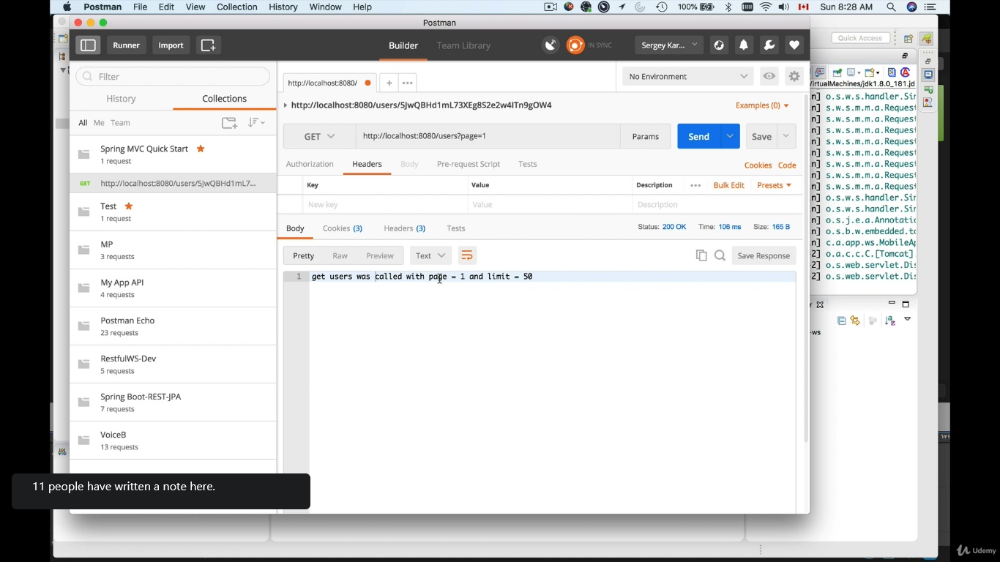 Postman File Edit View Collection History Window Help 100% Sun 8:28 AM
Postman
Quick Access
Runner Import Builder Team Library IN SYNC Sergey Kar...
Filter
http://localhost:8080/ No Environment
History Collections
/irtualMachines/jdk1.8.0_181.jd
http://localhost:8080/users/5JwQBHd1mL73XEg8S2e2w4ITn9gOW4 Examples (0)
All Me Team
GET http://localhost:8080/users?page=1 Params Send Save
Spring MVC Quick Start
1 request
Authorization Headers Body Pre-request Script Tests Cookies Code
GET http://localhost:8080/users/5JwQBHd1mL7...
Key Value Description Bulk Edit Presets
New key Value Description
Test
1 request
Body Cookies (3) Headers (3) Tests Status: 200 OK Time: 106 ms Size: 165 B
MP
3 requests
Pretty Raw Preview Text Save Response
1 get users was called with page = 1 and limit = 50
My App API
4 requests
Postman Echo
23 requests
RestfulWS-Dev
5 requests
Spring Boot-REST-JPA
7 requests
VoiceB
13 requests
n] o.s.w.s.handler.Sim
n] s.w.s.m.m.a.Request
n] s.w.s.m.m.a.Request
n] s.w.s.m.m.a.Request
n] s.w.s.m.m.a.Request
n] s.w.s.m.m.a.Request
n] s.w.s.m.m.a.Request
n] s.w.s.m.m.a.Request
n] s.w.s.m.m.a.Request
n] o.s.w.s.handler.Sim
n] o.s.w.s.handler.Sim
n] o.s.j.e.a.Annotatio
n] o.s.b.w.embedded.to
n] c.a.app.ws.MobileAp
-2] o.a.c.c.C.[Tomcat]
-2] o.s.web.servlet.Dis
-2] o.s.web.servlet.Dis
-ws
11 people have written a note here.
Udemy